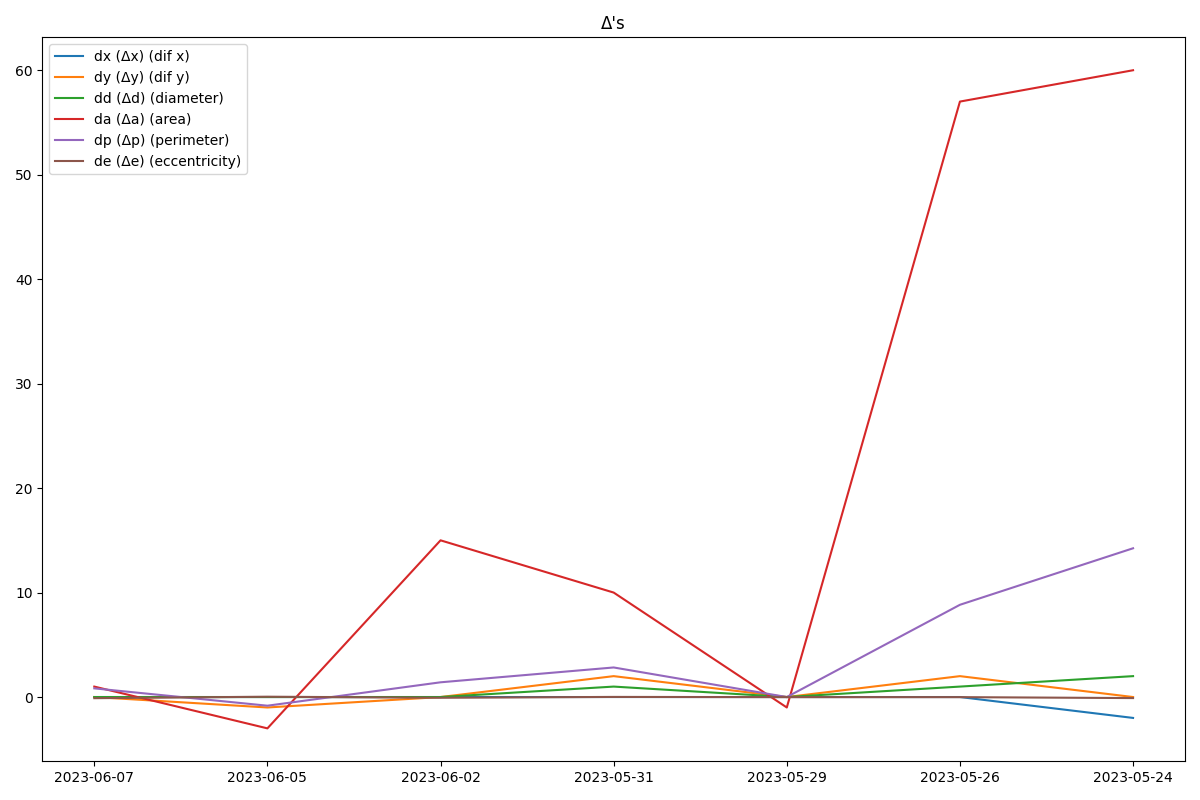 Δ's
dx (Δx) (dif x)
dy (Δy) (dif y)
dd (Δd) (diameter)
da (Δa) (area)
dp (Δp) (perimeter)
de (Δe) (eccentricity)
60
50
40
30
20
10
0
2023-06-07 2023-06-05 2023-06-02 2023-05-31 2023-05-29 2023-05-26 2023-05-24